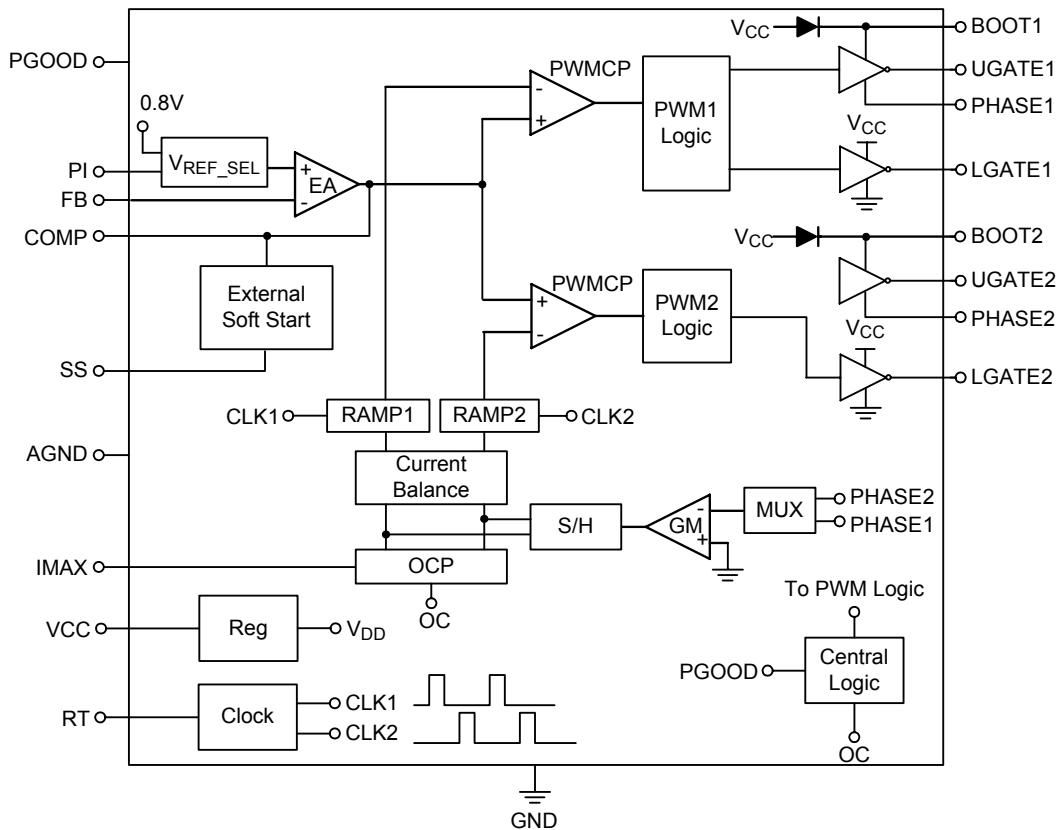 VCC
BOOT1
PGOOD
PWMCP
UGATE1
PHASE1
0.8V
-
+
PWM1
Logic
VCC
PI
VREF_SEL
+
EA
-
LGATE1
FB
COMP
VCC
BOOT2
External
Soft Start
PWMCP
+
-
PWM2
Logic
UGATE2
PHASE2
VCC
SS
LGATE2
CLK1
RAMP1
RAMP2
CLK2
AGND
Current
Balance
S/H
GM
-
+
MUX
PHASE2
PHASE1
IMAX
OCP
OC
To PWM Logic
VCC
Reg
VDD
PGOOD
Central
Logic
RT
Clock
CLK1
CLK2
OC
GND